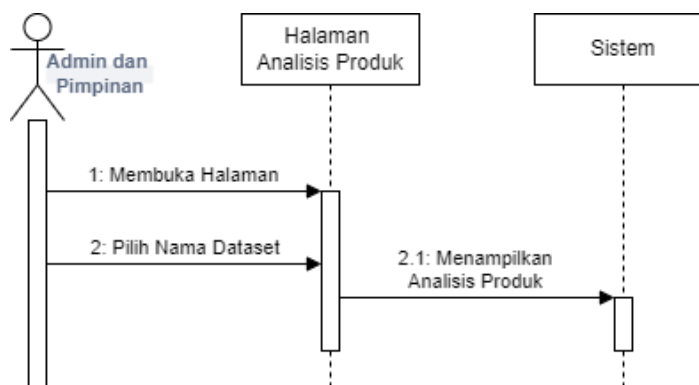 Admin dan
Pimpinan
Halaman
Analisis Produk
Sistem
1: Membuka Halaman
2: Pilih Nama Dataset
2.1: Menampilkan
Analisis Produk